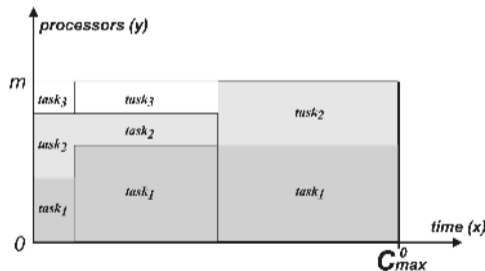 processors (y)
m
task3 task3
task2
task2
task2
task1 task1
task1
0
time (x)
C⁰max